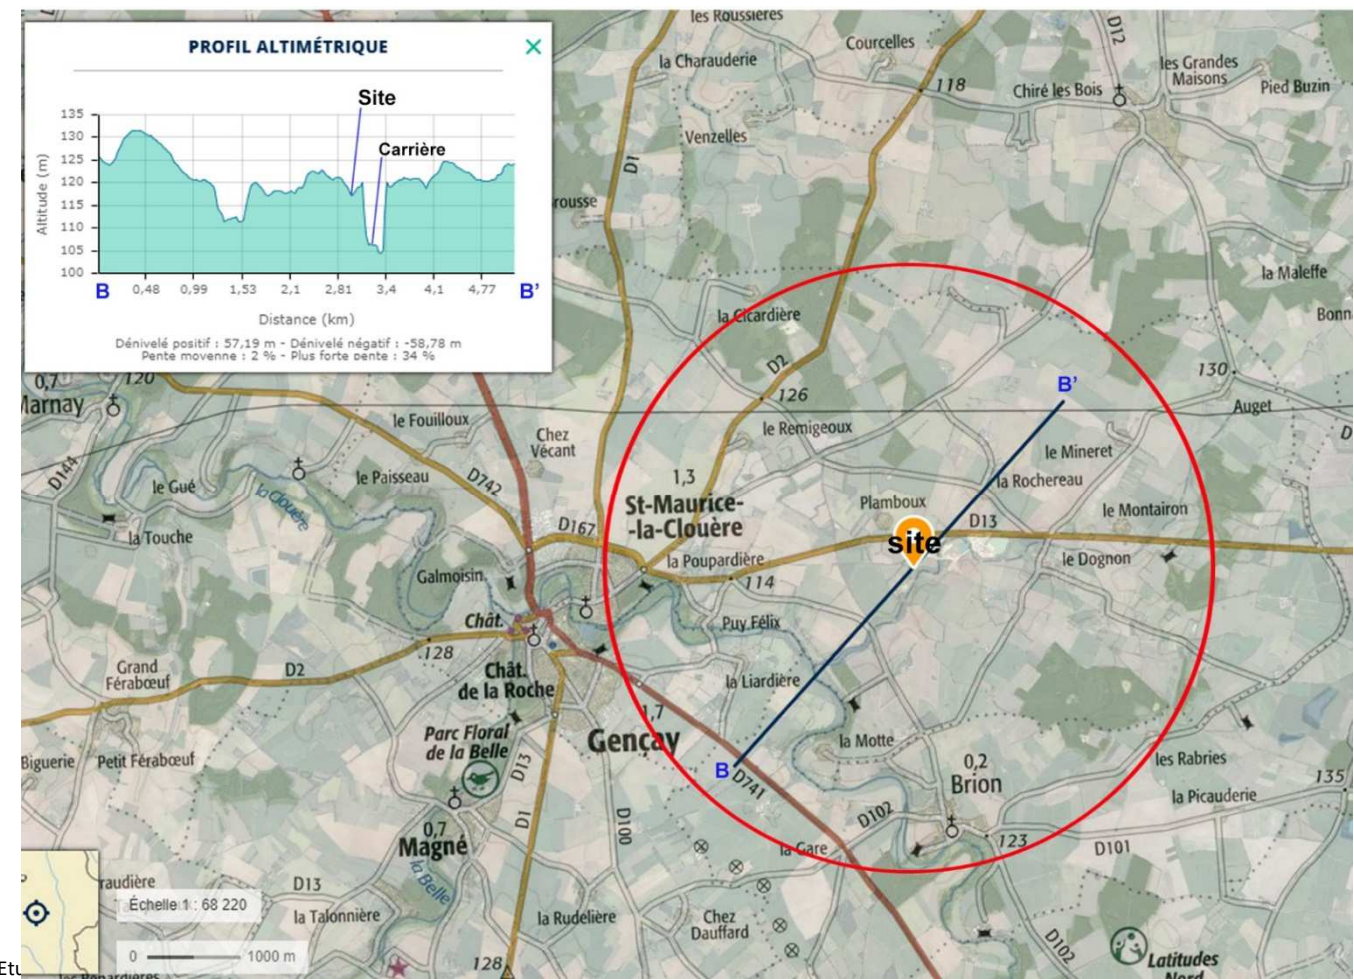 PROFIL ALTIMÉTRIQUE
×
Site
Carrière
135
130
125
120
115
110
105
100
Altitude (m)
B
0,48
0,99
1,53
2,1
2,81
3,4
4,1
4,77
B’
Distance (km)
Dénivelé positif : 57,19 m - Dénivelé négatif : -58,78 m
Pente moyenne : 2 % - Plus forte pente : 34 %
les Roussières
la Charauderie
Courcelles
D12
les Grandes
Maisons
118
Chiré les Bois
Pied Buzin
Venzelles
D1
la Maleffe
la Cicardière
D2
130
120
0,7
126
B’
Auget
le Fouilloux
Chez
Vécant
le Remigeoux
le Mineret
D144
le Gué
le Paisseau
D742
la Clouère
1,3
St-Maurice-
-la-Clouère
la Rochereau
Plamboux
le Montairon
la Touche
D167
site
D13
la Poupardière
le Dognon
Galmoisin
114
Chât.
Puy Félix
128
Grand
Férabœuf
D2
Chât.
de la Roche
la Liardière
1,7
Parc Floral
de la Belle
Gençay
la Motte
Biguerie
Petit Férabœuf
D13
B
D741
0,2
Brion
les Rabries
135
la Picauderie
D1
D100
D102
0,7
Magné
la Gare
123
D101
la Belle
Échelle 1 : 68 220
D13
la Talonnière
la Rudelière
Chez
Dauffard
D102
0
1000 m
128
Latitudes
Nord